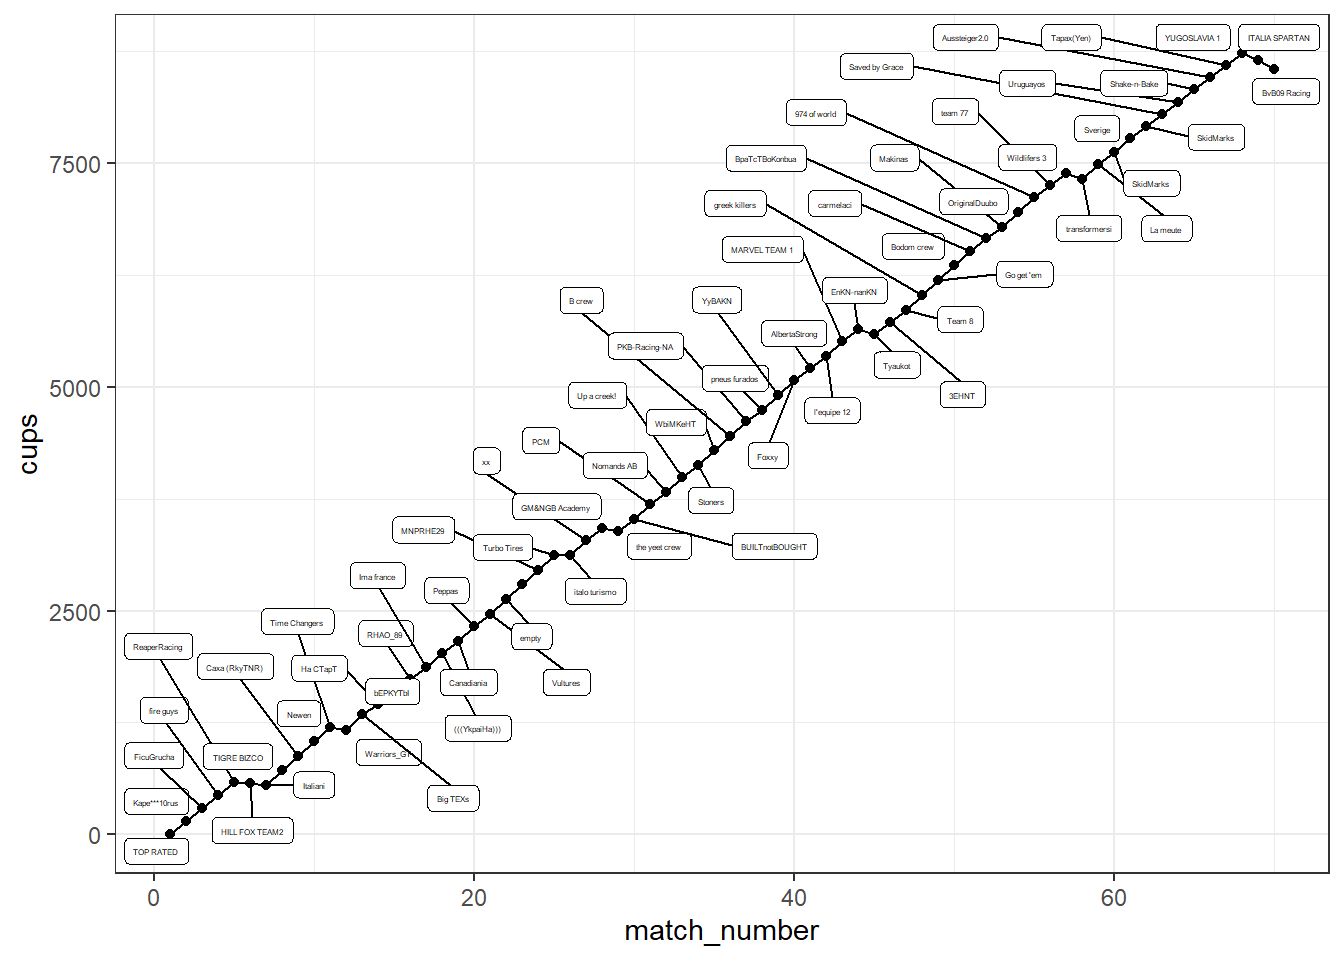 Aussteiger2.0
Tapax(Yen)
YUGOSLAVIA 1
ITALIA SPARTAN
Saved by Grace
Uruguayos
Shake-n-Bake
BvB09 Racing
974 of world
team 77
Sverige
SkidMarks
7500
BpaTcTBoKonbua
Makinas
Wildlifers 3
SkidMarks
greek killers
carmelaci
OriginalDuubo
transformersi
La meute
MARVEL TEAM 1
Bodom crew
Go get 'em
B crew
YyBAKN
EnKN-nanKN
Team 8
PKB-Racing-NA
AlbertaStrong
Tyaukot
5000
pneus furados
3EHNT
Up a creek!
WbiMKeHT
l'equipe 12
cups
PCM
Foxxy
xx
Nomands AB
Stoners
GM&NGB Academy
MNPRHE29
Turbo Tires
the yeet crew
BUILTnotBOUGHT
Ima france
Peppas
italo turismo
2500
Time Changers
RHAO_89
empty
ReaperRacing
Caxa (RkyTNR)
Ha CTapT
bEPKYTbI
Canadiania
Vultures
fire guys
Newen
(((YkpaiHa)))
FicuGrucha
TIGRE BIZCO
Warriors_GT
Italiani
Big TEXs
Kape***10rus
HILL FOX TEAM2
0
TOP RATED
0
20
40
60
match_number